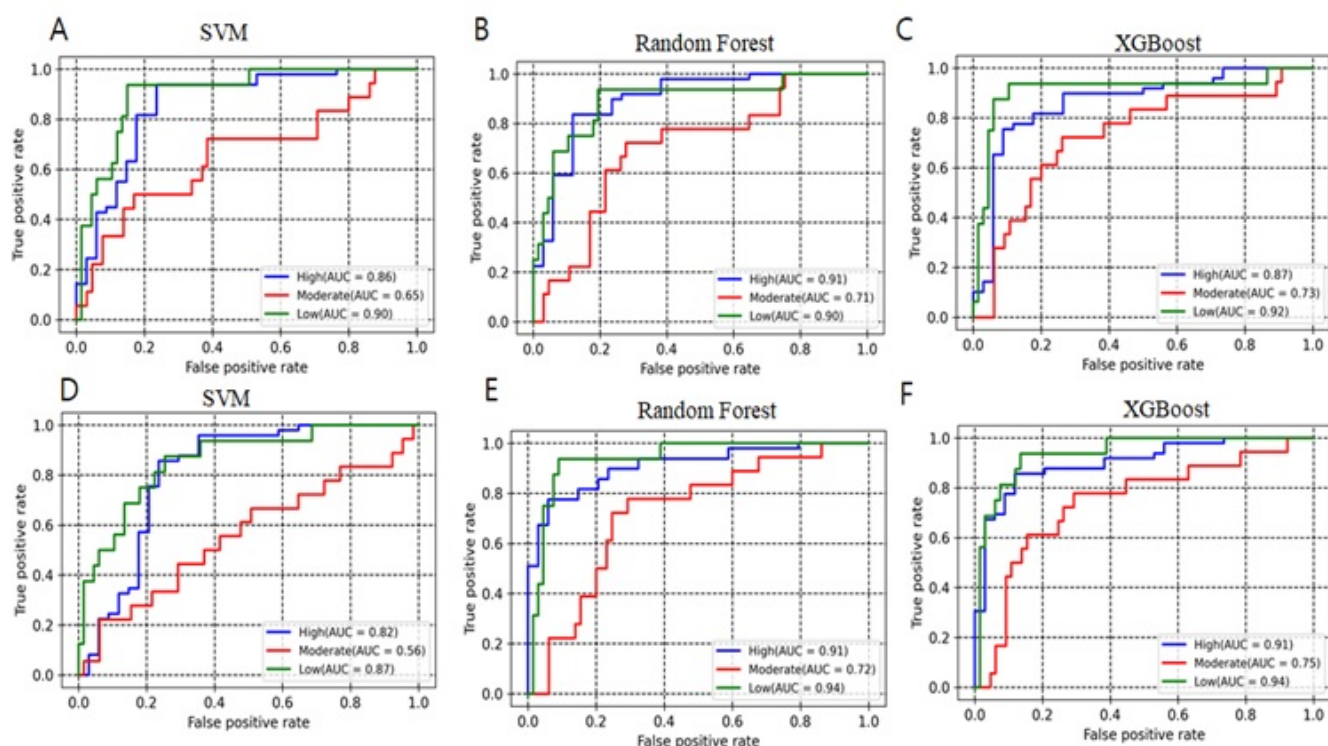 A
SVM
True positive rate
1.0
0.8
0.6
0.4
0.2
0.0
High(AUC = 0.86)
Moderate(AUC = 0.65)
Low(AUC = 0.90)
0.0 0.2 0.4 0.6 0.8 1.0
False positive rate
B
Random Forest
True positive rate
1.0
0.8
0.6
0.4
0.2
0.0
High(AUC = 0.91)
Moderate(AUC = 0.71)
Low(AUC = 0.90)
0.0 0.2 0.4 0.6 0.8 1.0
False positive rate
C
XGBoost
True positive rate
1.0
0.8
0.6
0.4
0.2
0.0
High(AUC = 0.87)
Moderate(AUC = 0.73)
Low(AUC = 0.92)
0.0 0.2 0.4 0.6 0.8 1.0
False positive rate
D
SVM
True positive rate
1.0
0.8
0.6
0.4
0.2
0.0
High(AUC = 0.82)
Moderate(AUC = 0.56)
Low(AUC = 0.87)
0.0 0.2 0.4 0.6 0.8 1.0
False positive rate
E
Random Forest
True positive rate
1.0
0.8
0.6
0.4
0.2
0.0
High(AUC = 0.91)
Moderate(AUC = 0.72)
Low(AUC = 0.94)
0.0 0.2 0.4 0.6 0.8 1.0
False positive rate
F
XGBoost
True positive rate
1.0
0.8
0.6
0.4
0.2
0.0
High(AUC = 0.91)
Moderate(AUC = 0.75)
Low(AUC = 0.94)
0.0 0.2 0.4 0.6 0.8 1.0
False positive rate